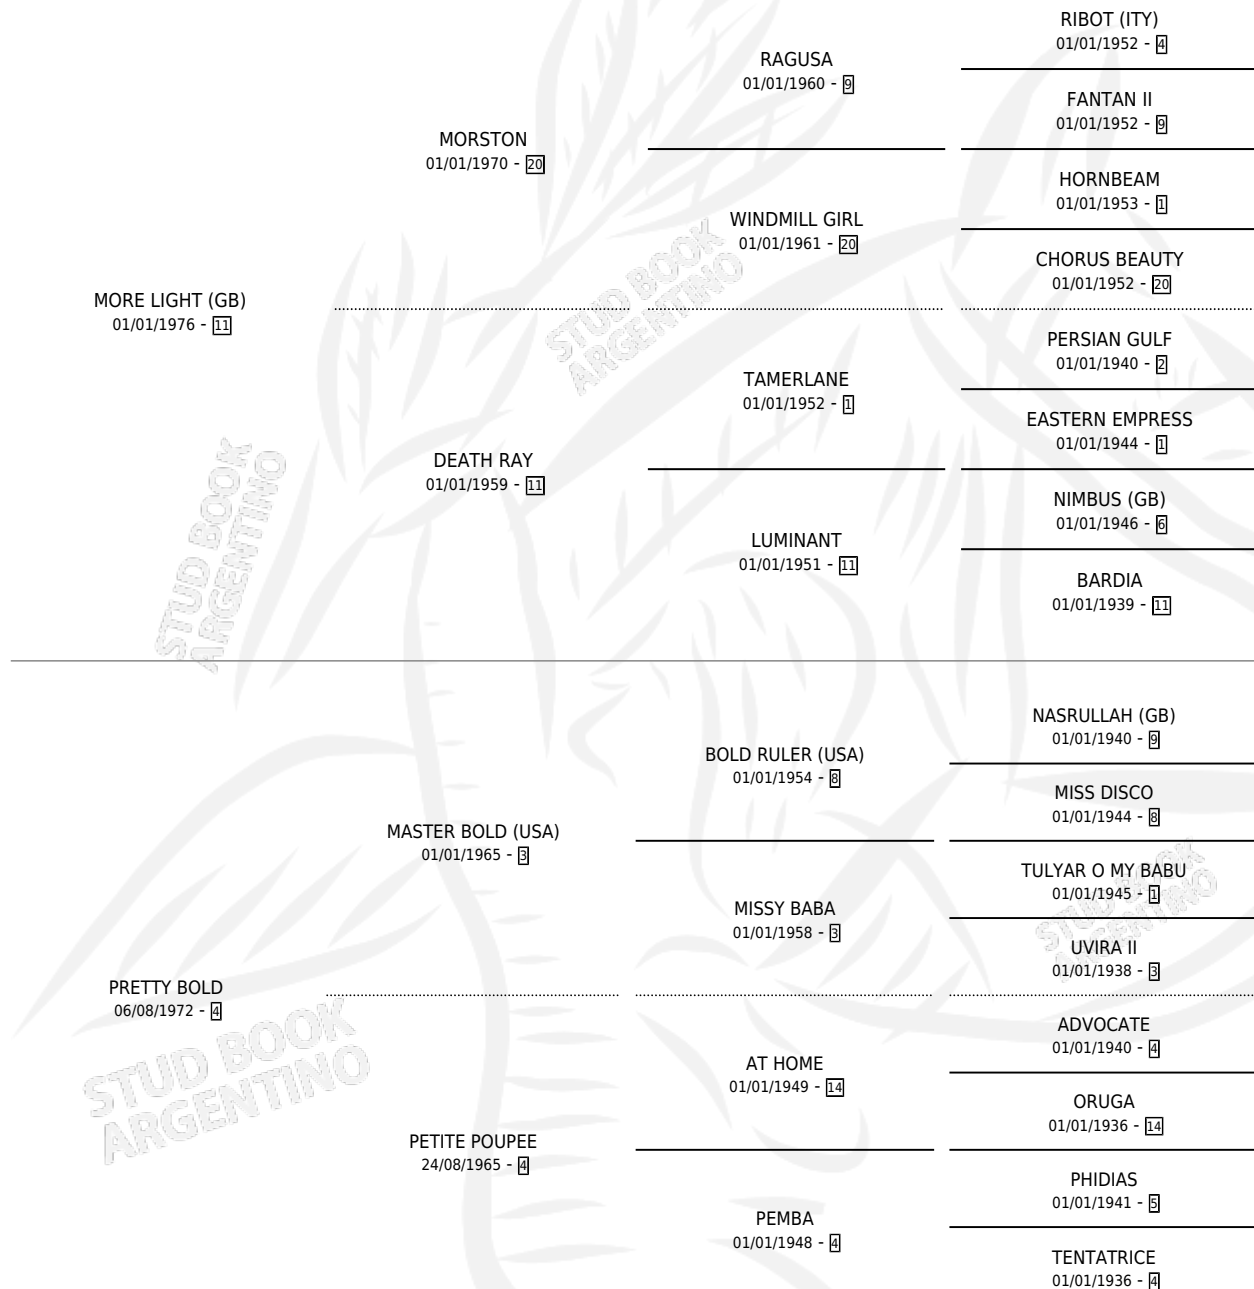 RIBOT (ITY)
01/01/1952 - 4
RAGUSA
01/01/1960 - 9
FANTAN II
01/01/1952 - 9
MORSTON
01/01/1970 - 20
HORNBEAM
01/01/1953 - 1
WINDMILL GIRL
01/01/1961 - 20
CHORUS BEAUTY
01/01/1952 - 20
MORE LIGHT (GB)
01/01/1976 - 11
PERSIAN GULF
01/01/1940 - 2
TAMERLANE
01/01/1952 - 1
EASTERN EMPRESS
01/01/1944 - 1
DEATH RAY
01/01/1959 - 11
NIMBUS (GB)
01/01/1946 - 6
LUMINANT
01/01/1951 - 11
BARDIA
01/01/1939 - 11
NASRULLAH (GB)
01/01/1940 - 9
BOLD RULER (USA)
01/01/1954 - 8
MISS DISCO
01/01/1944 - 8
MASTER BOLD (USA)
01/01/1965 - 3
TULYAR O MY BABU
01/01/1945 - 1
MISSY BABA
01/01/1958 - 3
UVIRA II
01/01/1938 - 3
PRETTY BOLD
06/08/1972 - 4
ADVOCATE
01/01/1940 - 4
AT HOME
01/01/1949 - 14
ORUGA
01/01/1936 - 14
PETITE POUPEE
24/08/1965 - 4
PHIDIAS
01/01/1941 - 5
PEMBA
01/01/1948 - 4
TENTATRICE
01/01/1936 - 4
STUD BOOK
ARGENTINO
STUD BOOK
ARGENTINO
STUD BOOK
ARGENTINO
STUD BOOK
ARGENTINO